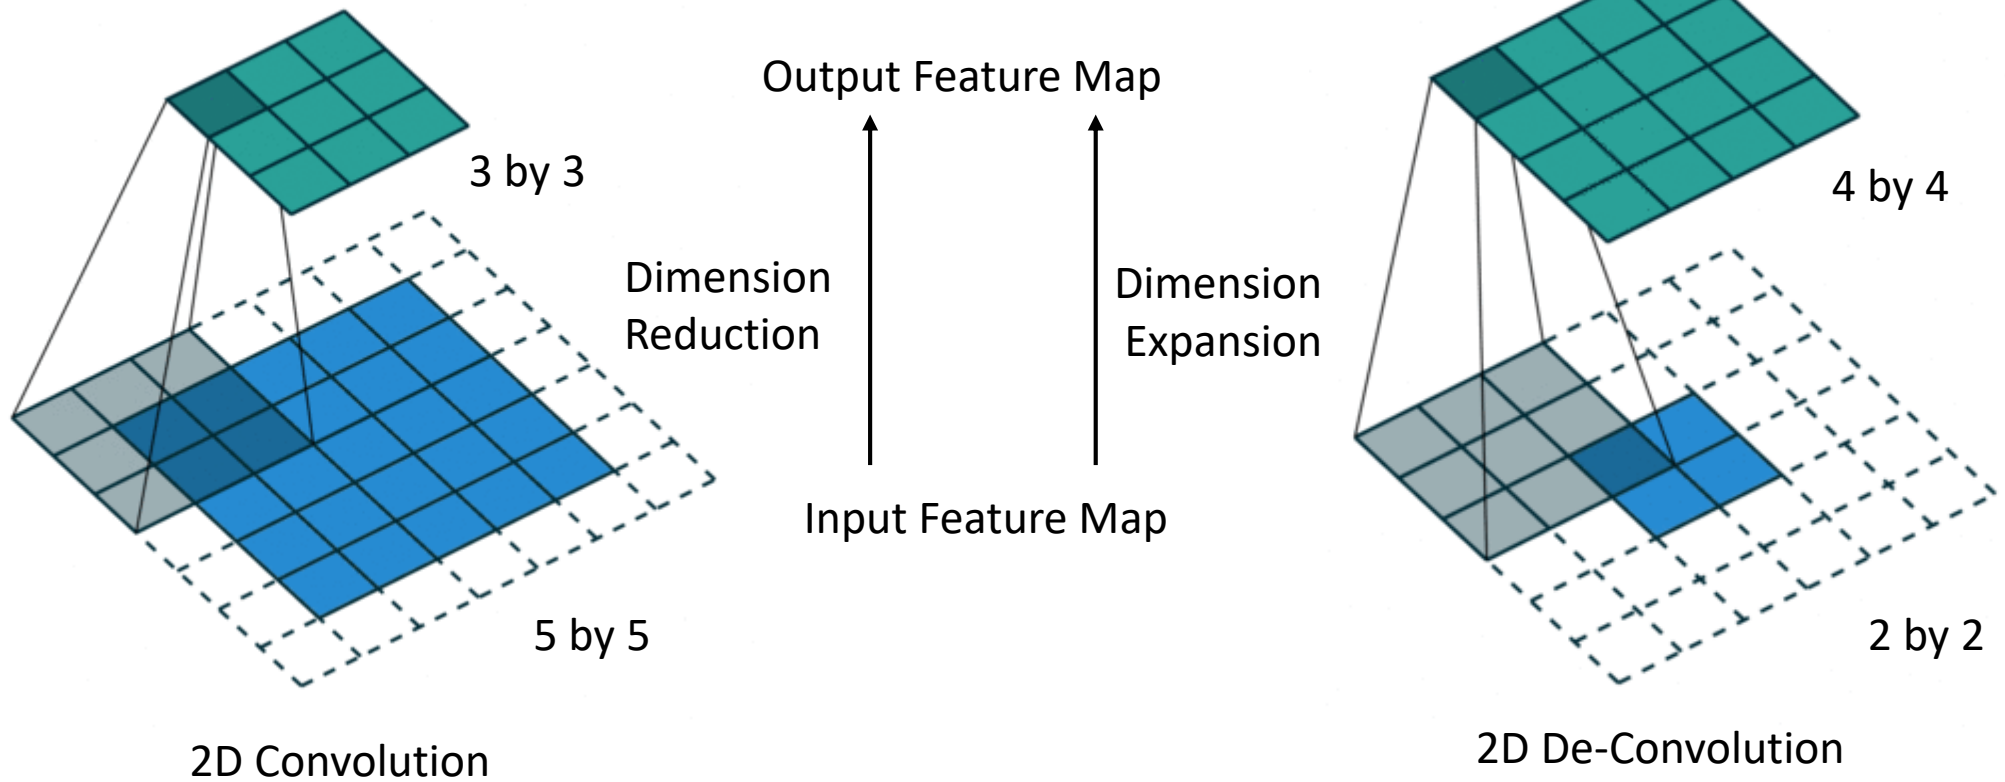 Output Feature Map
3 by 3
4 by 4
Dimension
Reduction
Dimension
Expansion
Input Feature Map
5 by 5
2 by 2
2D Convolution
2D De-Convolution